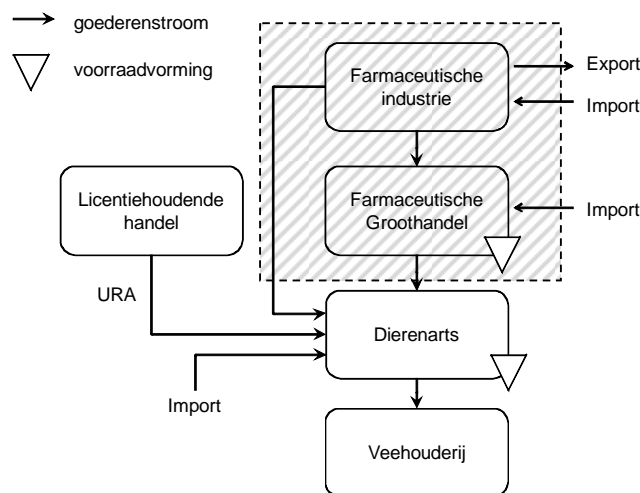 goederenstroom
voorraadvorming
Farmaceutische
industrie
Export
Import
Licentiehoudende
handel
Farmaceutische
Groothandel
Import
URA
Dierenarts
Import
Veehouderij